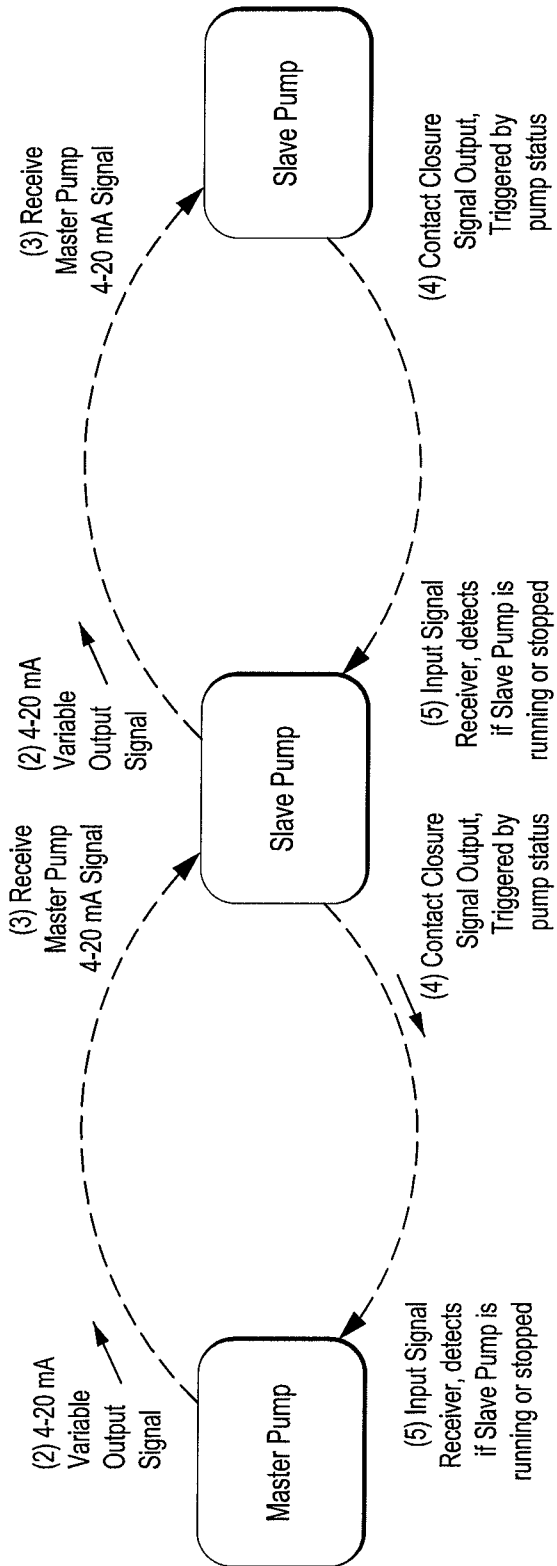 (2) 4-20 mA
Variable
Output
Signal
(3) Receive
Master Pump
4-20 mA Signal
(2) 4-20 mA
Variable
Output
Signal
(3) Receive
Master Pump
4-20 mA Signal
Master Pump
Slave Pump
Slave Pump
(5) Input Signal
Receiver, detects
if Slave Pump is
running or stopped
(4) Contact Closure
Signal Output,
Triggered by
pump status
(5) Input Signal
Receiver, detects
if Slave Pump is
running or stopped
(4) Contact Closure
Signal Output,
Triggered by
pump status